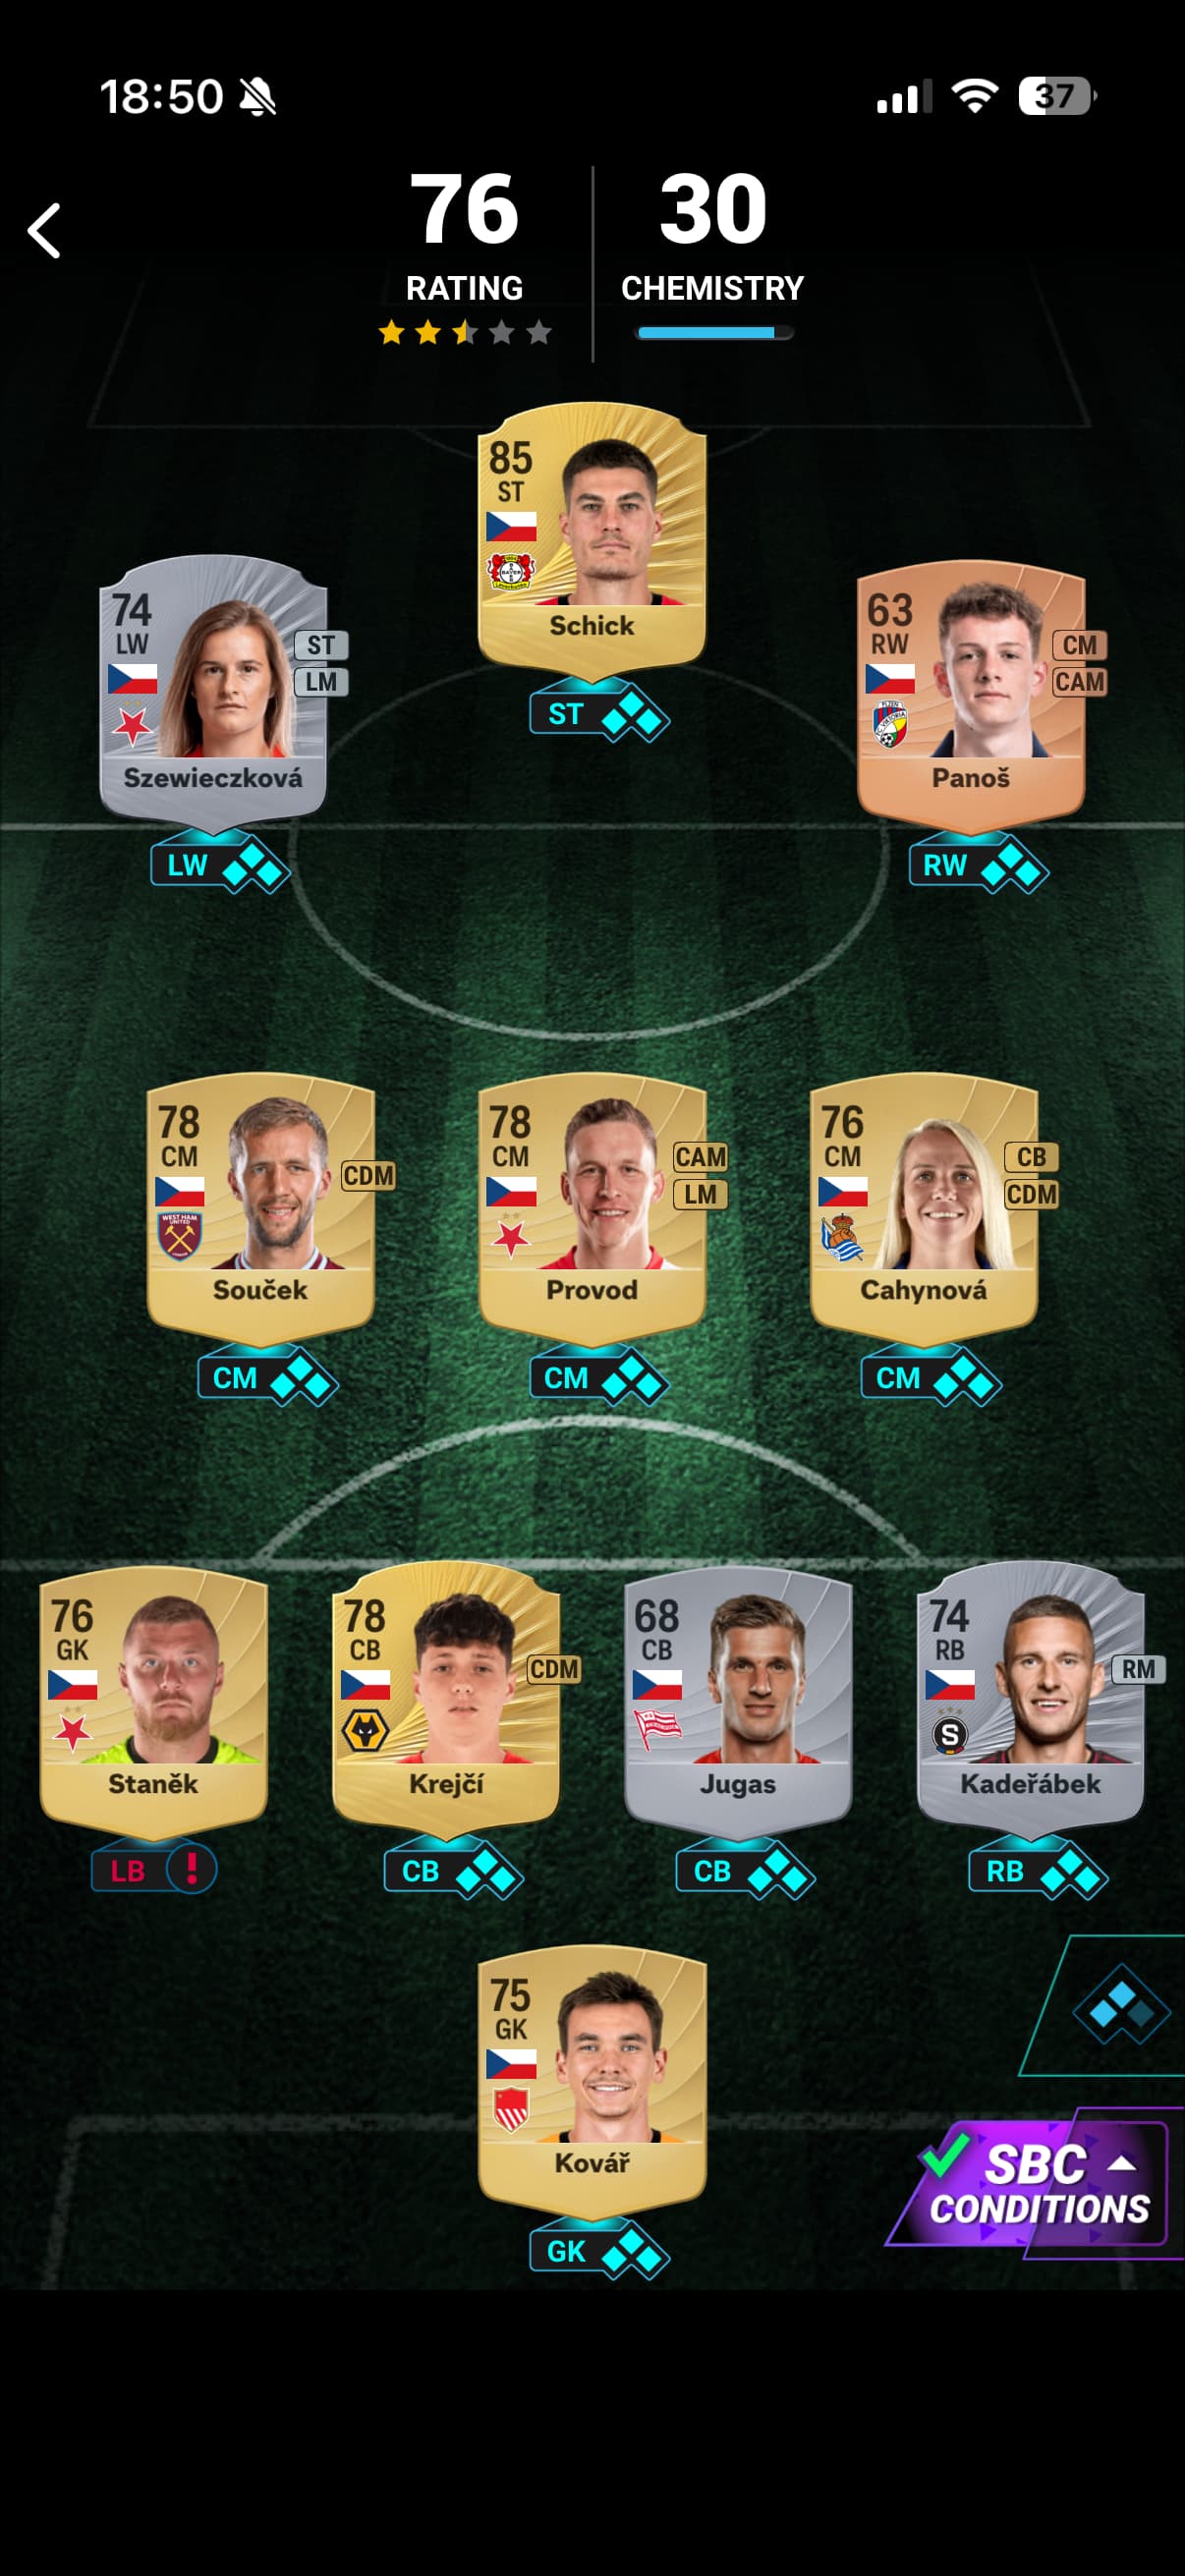 18:50
37
76
30
RATING
CHEMISTRY
85
ST
Schick
ST
74
LW
ST
LM
Szewieczková
LW
63
RW
CM
CAM
Panoš
RW
78
CM
CDM
WEST HAM
UNITED
Souček
CM
78
CM
CAM
LM
Provod
CM
76
CM
CB
CDM
Cahynová
CM
76
GK
Staněk
LB !
78
CB
CDM
Krejčí
CB
68
CB
Jugas
CB
74
RB
RM
S
Kadeřábek
RB
75
GK
Kovář
GK
SBC
CONDITIONS